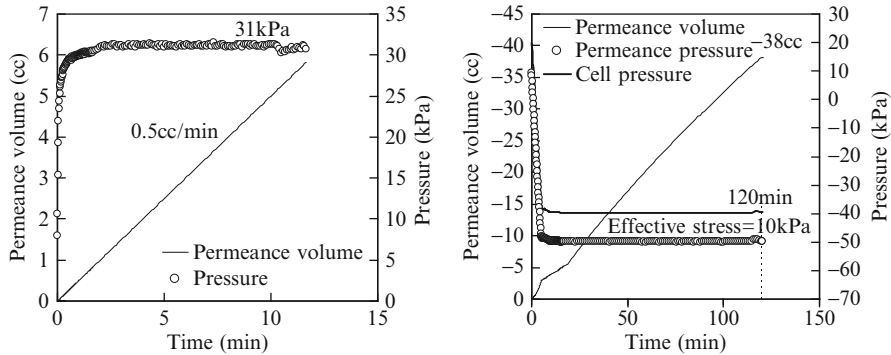 7
6
5
4
3
2
1
0
Permeance volume (cc)
31kPa
0.5cc/min
Permeance volume
Pressure
0
5
10
15
Time (min)
35
30
25
20
15
10
5
0
Pressure (kPa)
−45
−40
−35
−30
−25
−20
−15
−10
−5
0
Permeance volume (cc)
Permeance volume
Permeance pressure
Cell pressure
−38cc
120min
Effective stress=10kPa
0
50
100
150
Time (min)
30
20
10
0
−10
−20
−30
−40
−50
−60
−70
Pressure (kPa)